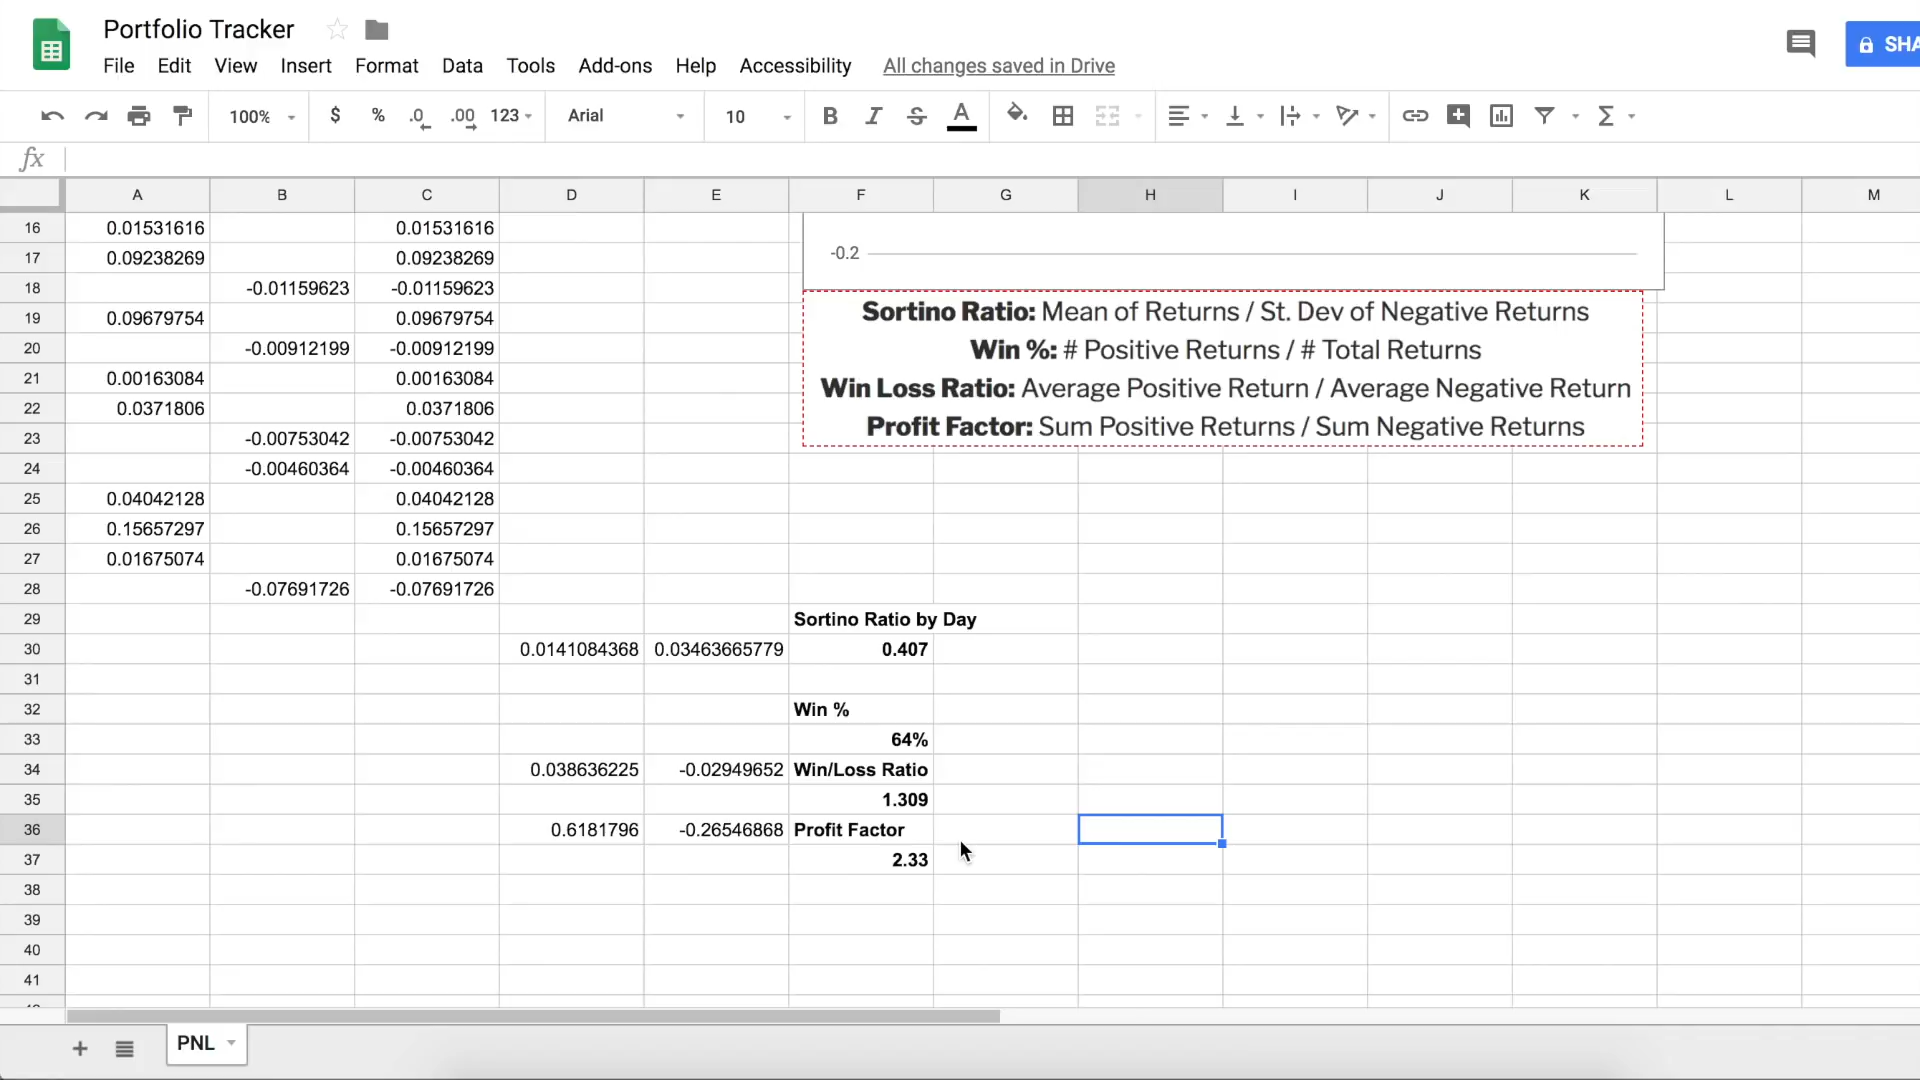 Portfolio Tracker
File Edit View Insert Format Data Tools Add-ons Help Accessibility All changes saved in Drive
100% $ % .0 .00 123 Arial 10 B I S A
fx
A B C D E F G H I J K L M
16 0.01531616 0.01531616
-0.2
17 0.09238269 0.09238269
18 -0.01159623 -0.01159623
19 0.09679754 0.09679754
20 -0.00912199 -0.00912199
21 0.00163084 0.00163084
22 0.0371806 0.0371806
23 -0.00753042 -0.00753042
24 -0.00460364 -0.00460364
Sortino Ratio: Mean of Returns / St. Dev of Negative Returns
Win %: # Positive Returns / # Total Returns
Win Loss Ratio: Average Positive Return / Average Negative Return
Profit Factor: Sum Positive Returns / Sum Negative Returns
25 0.04042128 0.04042128
26 0.15657297 0.15657297
27 0.01675074 0.01675074
28 -0.07691726 -0.07691726
29 Sortino Ratio by Day
30 0.0141084368 0.03463665779 0.407
31
32 Win %
33 64%
34 0.038636225 -0.02949652 Win/Loss Ratio
35 1.309
36 0.6181796 -0.26546868 Profit Factor
37 2.33
38
39
40
41
+ PNL